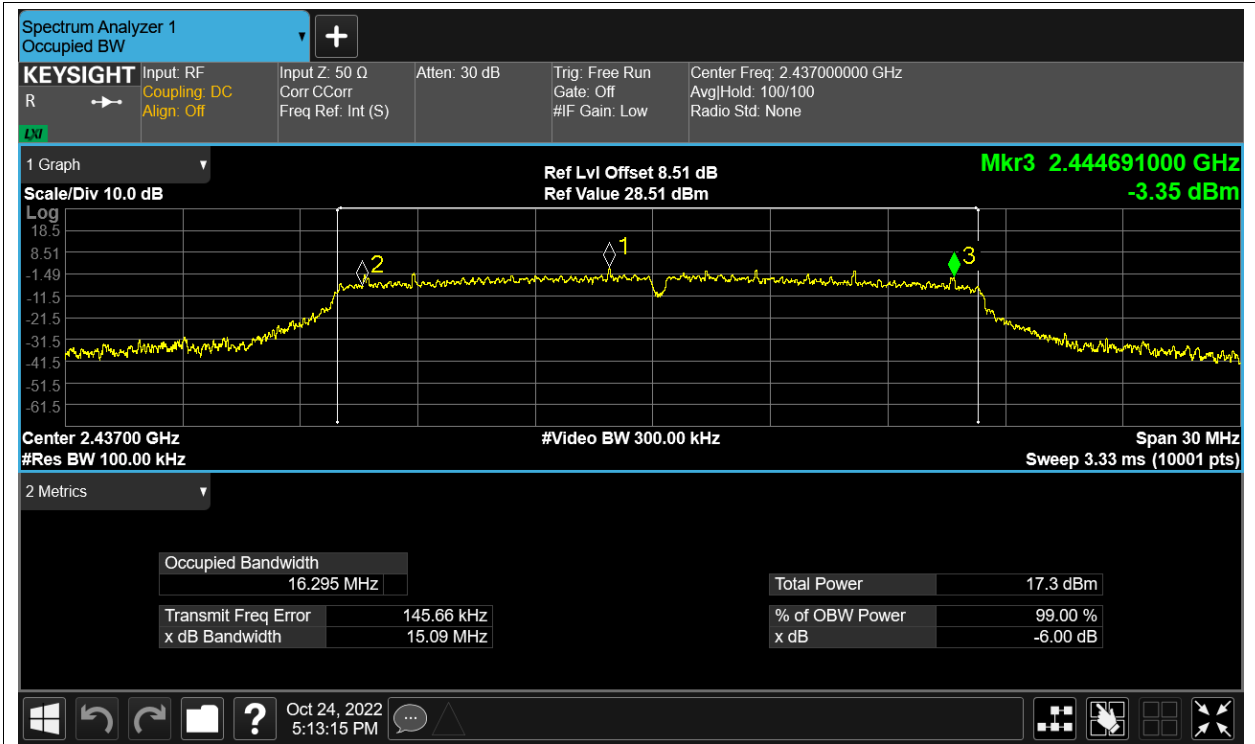 Spectrum Analyzer 1
Occupied BW
+
KEYSIGHT
R
LXI
Input: RF
Coupling: DC
Align: Off
Input Z: 50 Ω
Corr CCorr
Freq Ref: Int (S)
Atten: 30 dB
Trig: Free Run
Gate: Off
#IF Gain: Low
Center Freq: 2.437000000 GHz
Avg|Hold: 100/100
Radio Std: None
1 Graph
Scale/Div 10.0 dB
Ref Lvl Offset 8.51 dB
Ref Value 28.51 dBm
Mkr3 2.444691000 GHz
-3.35 dBm
Log
18.5
8.51
-1.49
-11.5
-21.5
-31.5
-41.5
-51.5
-61.5
2
1
3
Center 2.43700 GHz
#Video BW 300.00 kHz
Span 30 MHz
#Res BW 100.00 kHz
Sweep 3.33 ms (10001 pts)
2 Metrics
Occupied Bandwidth
16.295 MHz
Transmit Freq Error 145.66 kHz
x dB Bandwidth 15.09 MHz
Total Power 17.3 dBm
% of OBW Power 99.00 %
x dB -6.00 dB
?
Oct 24, 2022
5:13:15 PM